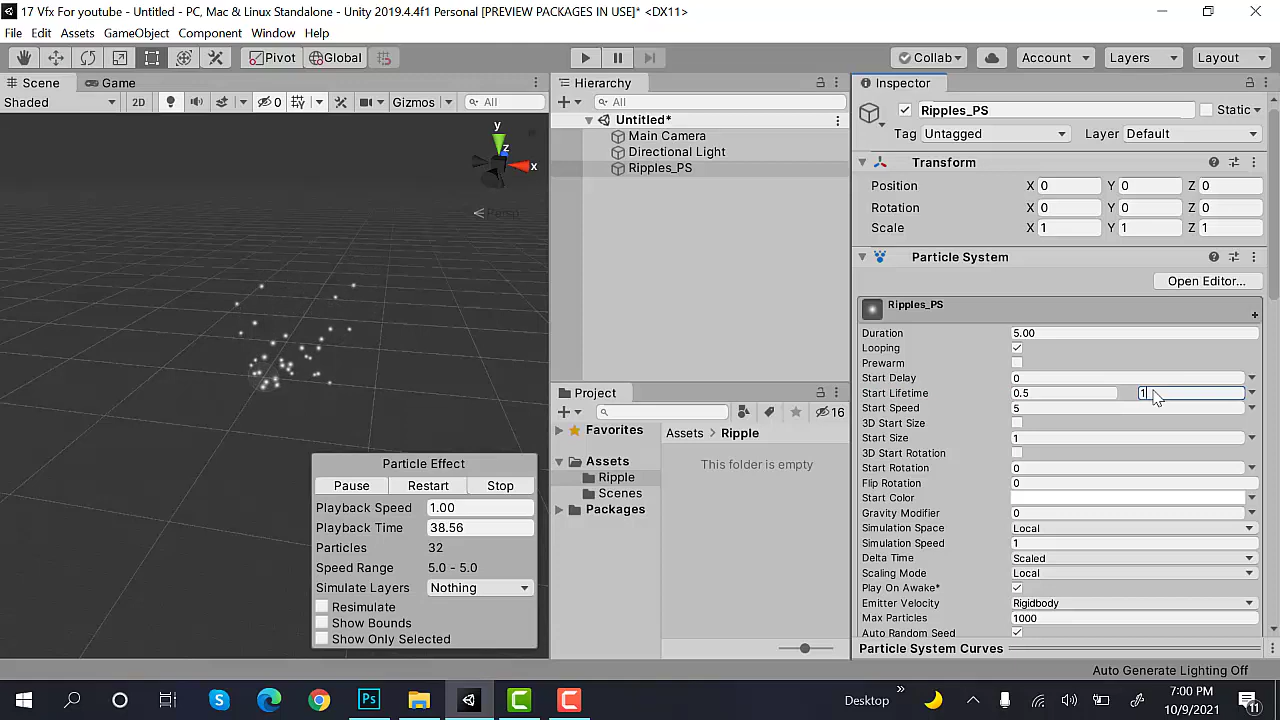 17 Vfx For youtube - Untitled - PC, Mac & Linux Standalone - Unity 2019.4.4f1 Personal [PREVIEW PACKAGES IN USE]* <DX11>
File Edit Assets GameObject Component Window Help
Pivot Global Collab Account Layers Layout
Scene Game
Shaded 2D 0 Gizmos All
y
z
x
Persp
Particle Effect
Pause Restart Stop
Playback Speed 1.00
Playback Time 38.56
Particles 32
Speed Range 5.0 - 5.0
Simulate Layers Nothing
Resimulate
Show Bounds
Show Only Selected
Hierarchy
All
Untitled*
Main Camera
Directional Light
Ripples_PS
Project
16
Favorites
Assets
Ripple
Scenes
Packages
Assets > Ripple
This folder is empty
Inspector
Ripples_PS Static
Tag Untagged Layer Default
Transform
Position X 0 Y 0 Z 0
Rotation X 0 Y 0 Z 0
Scale X 1 Y 1 Z 1
Particle System
Open Editor...
Ripples_PS
Duration 5.00
Looping
Prewarm
Start Delay 0
Start Lifetime 0.5 1
Start Speed 5
3D Start Size
Start Size 1
3D Start Rotation
Start Rotation 0
Flip Rotation 0
Start Color
Gravity Modifier 0
Simulation Space Local
Simulation Speed 1
Delta Time Scaled
Scaling Mode Local
Play On Awake*
Emitter Velocity Rigidbody
Max Particles 1000
Auto Random Seed
Particle System Curves
Auto Generate Lighting Off
Ps
Desktop
7:00 PM
10/9/2021
11